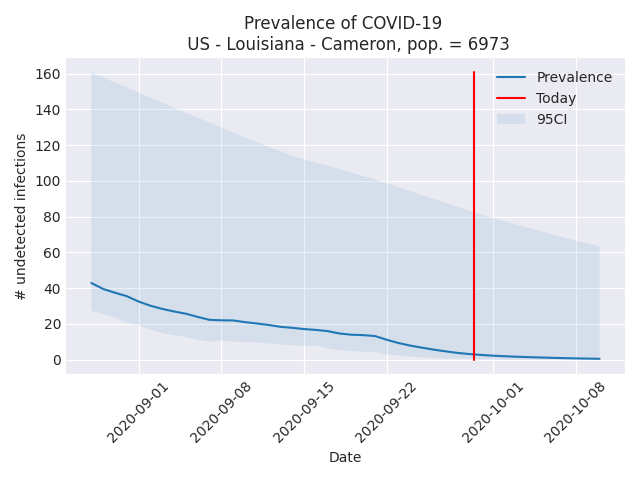 Prevalence of COVID-19
US - Louisiana - Cameron, pop. = 6973
Prevalence
Today
95CI
# undetected infections
160
140
120
100
80
60
40
20
0
2020-09-01
2020-09-08
2020-09-15
2020-09-22
2020-10-01
2020-10-08
Date